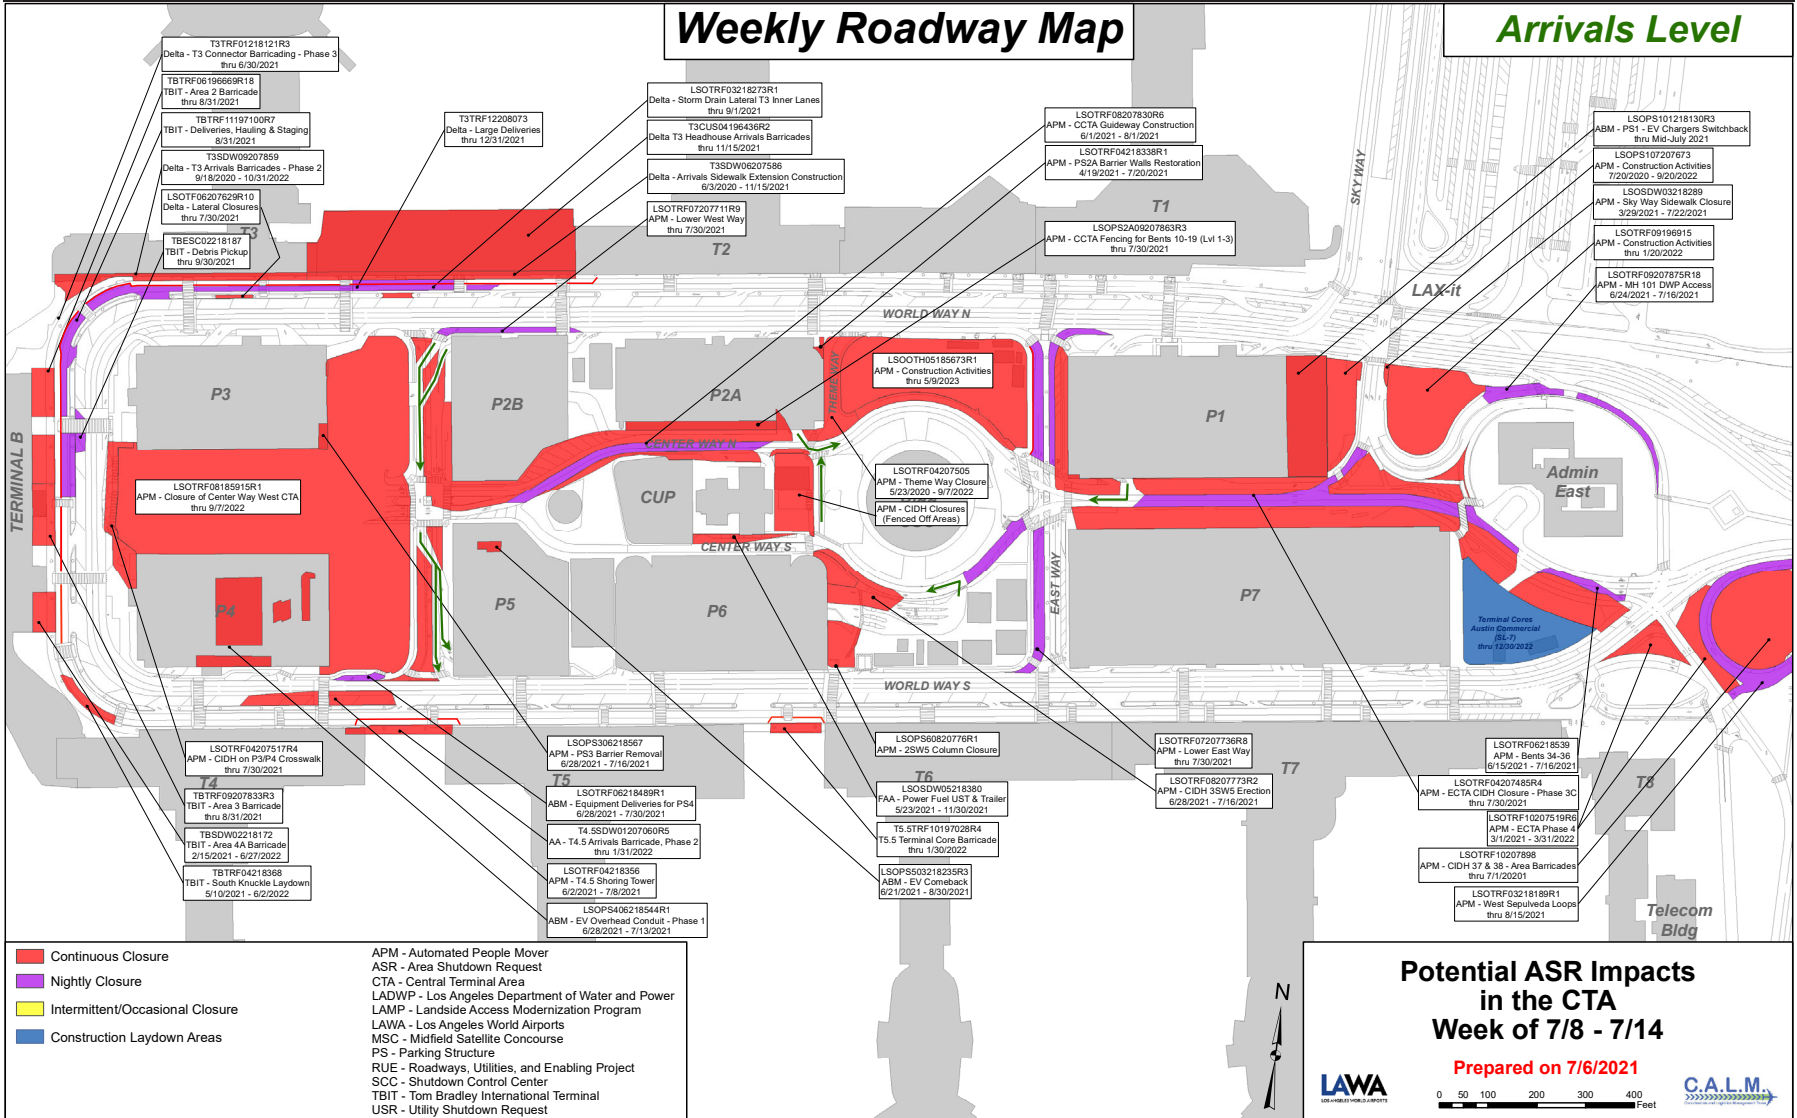 Weekly Roadway Map
Arrivals Level
T3TRF01218121R3
Delta - T3 Connector Barricading - Phase 3
thru 6/30/2021
TBTRF06196669R18
TBIT - Area 2 Barricade
thru 8/31/2021
TBTRF11197100R7
TBIT - Deliveries, Hauling & Staging
8/31/2021
T3SDW09207859
Delta - T3 Arrivals Barricades - Phase 2
9/18/2020 - 10/31/2022
LSOTF06207629R10
Delta - Lateral Closures
thru 7/30/2021
TBESC02218187
TBIT - Debris Pickup
thru 9/30/2021
T3TRF12208073
Delta - Large Deliveries
thru 12/31/2021
LSOTRF03218273R1
Delta - Storm Drain Lateral T3 Inner Lanes
thru 9/1/2021
T3CUS04196436R2
Delta T3 Headhouse Arrivals Barricades
thru 11/15/2021
T3SDW06207586
Delta - Arrivals Sidewalk Extension Construction
6/3/2020 - 11/15/2021
LSOTRF07207711R9
APM - Lower West Way
thru 7/30/2021
LSOTRF08207830R6
APM - CCTA Guideway Construction
6/1/2021 - 8/1/2021
LSOTRF04218338R1
APM - PS2A Barrier Walls Restoration
4/19/2021 - 7/20/2021
LSOPS2A09207863R3
APM - CCTA Fencing for Bents 10-19 (Lvl 1-3)
thru 7/30/2021
LSOPS101218130R3
ABM - PS1 - EV Chargers Switchback
thru Mid-July 2021
LSOPS107207673
APM - Construction Activities
7/20/2020 - 9/20/2022
LSOSDW03218289
APM - Sky Way Sidewalk Closure
3/29/2021 - 7/22/2021
LSOTRF09196915
APM - Construction Activities
thru 1/20/2022
LSOTRF09207875R18
APM - MH 101 DWP Access
6/24/2021 - 7/16/2021
T3
T2
T1
SKY WAY
LAX-it
WORLD WAY N
P3
P2B
P2A
THEME WAY
LSOOTH05185673R1
APM - Construction Activities
thru 5/9/2023
P1
CENTER WAY N
TERMINAL B
LSOTRF08185915R1
APM - Closure of Center Way West CTA
thru 9/7/2022
CUP
LSOTRF04207505
APM - Theme Way Closure
5/23/2020 - 9/7/2022
APM - CIDH Closures
(Fenced Off Areas)
Admin
East
CENTER WAY S
EAST WAY
P4
P5
P6
P7
Terminal Cores
Austin Commercial
(SL-7)
thru 12/30/2022
WORLD WAY S
LSOTRF04207517R4
APM - CIDH on P3/P4 Crosswalk
thru 7/30/2021
T4
TBTRF09207833R3
TBIT - Area 3 Barricade
thru 8/31/2021
TBSDW02218172
TBIT - Area 4A Barricade
2/15/2021 - 6/27/2022
TBTRF04218368
TBIT - South Knuckle Laydown
5/10/2021 - 6/2/2022
LSOPS306218567
APM - PS3 Barrier Removal
6/28/2021 - 7/16/2021
T5
LSOTRF06218489R1
ABM - Equipment Deliveries for PS4
6/28/2021 - 7/30/2021
T4.5SDW01207060R5
AA - T4.5 Arrivals Barricade, Phase 2
thru 1/31/2022
LSOTRF04218356
APM - T4.5 Shoring Tower
6/2/2021 - 7/8/2021
LSOPS406218544R1
ABM - EV Overhead Conduit - Phase 1
6/28/2021 - 7/13/2021
LSOPS60820776R1
APM - 2SW5 Column Closure
T6
LSOSDW05218380
FAA - Power Fuel UST & Trailer
5/23/2021 - 11/30/2021
T5.5TRF10197028R4
T5.5 Terminal Core Barricade
thru 1/30/2022
LSOPS503218235R3
ABM - EV Comeback
6/21/2021 - 8/30/2021
LSOTRF07207736R8
APM - Lower East Way
thru 7/30/2021
LSOTRF08207773R2
APM - CIDH 3SW5 Erection
6/28/2021 - 7/16/2021
T7
LSOTRF06218539
APM - Bents 34-36
6/15/2021 - 7/16/2021
LSOTRF04207485R4
APM - ECTA CIDH Closure - Phase 3C
thru 7/30/2021
LSOTRF10207519R6
APM - ECTA Phase 4
3/1/2021 - 3/31/2022
LSOTRF10207898
APM - CIDH 37 & 38 - Area Barricades
thru 7/1/20201
LSOTRF03218189R1
APM - West Sepulveda Loops
thru 8/15/2021
T8
Telecom
Bldg
Continuous Closure
Nightly Closure
Intermittent/Occasional Closure
Construction Laydown Areas
APM - Automated People Mover
ASR - Area Shutdown Request
CTA - Central Terminal Area
LADWP - Los Angeles Department of Water and Power
LAMP - Landside Access Modernization Program
LAWA - Los Angeles World Airports
MSC - Midfield Satellite Concourse
PS - Parking Structure
RUE - Roadways, Utilities, and Enabling Project
SCC - Shutdown Control Center
TBIT - Tom Bradley International Terminal
USR - Utility Shutdown Request
N
Potential ASR Impacts
in the CTA
Week of 7/8 - 7/14
Prepared on 7/6/2021
LAWA
LOS ANGELES WORLD AIRPORTS
0 50 100 200 300 400
Feet
C.A.L.M.